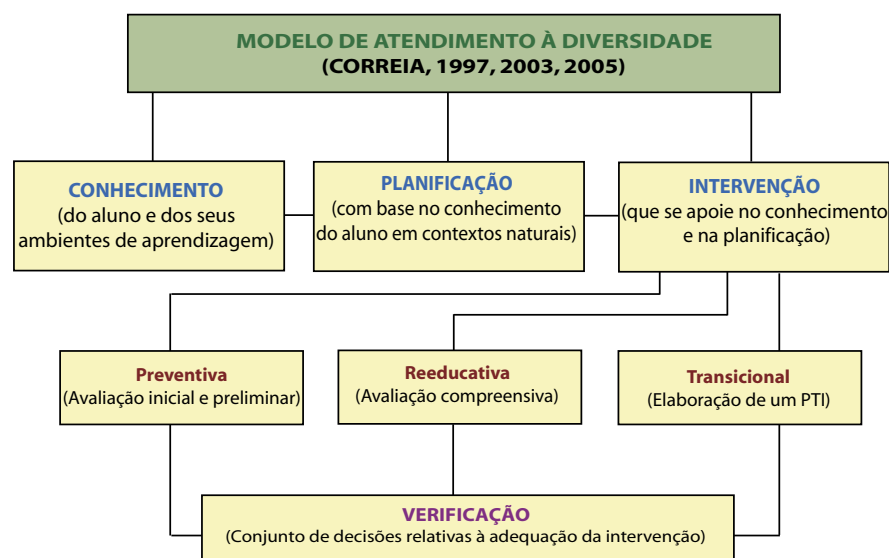 MODELO DE ATENDIMENTO À DIVERSIDADE
(CORREIA, 1997, 2003, 2005)
CONHECIMENTO
(do aluno e dos seus
ambientes de aprendizagem)
PLANIFICAÇÃO
(com base no conhecimento
do aluno em contextos naturais)
INTERVENÇÃO
(que se apoie no conhecimento
e na planificação)
Preventiva
(Avaliação inicial e preliminar)
Reeducativa
(Avaliação compreensiva)
Transicional
(Elaboração de um PTI)
VERIFICAÇÃO
(Conjunto de decisões relativas à adequação da intervenção)